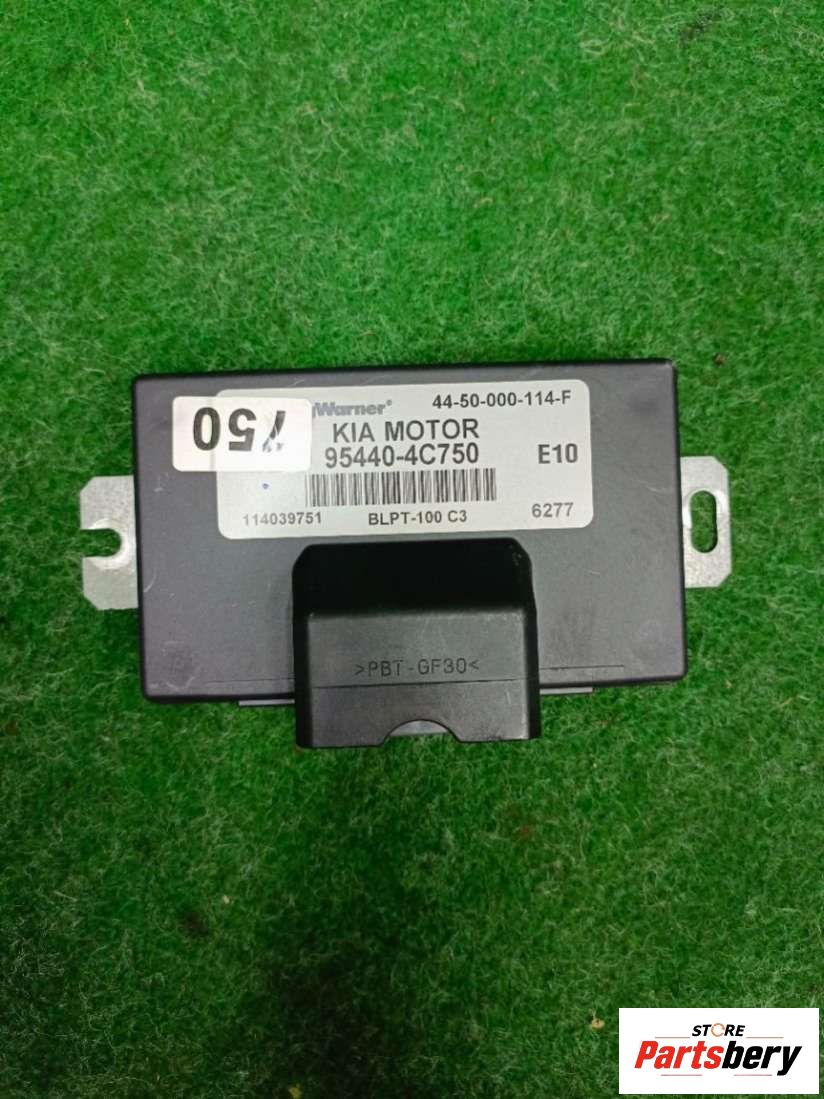 Warner® 44-50-000-114-F
750
KIA MOTOR
95440-4C750 E10
114039751 BLPT-100 C3 6277
>PBT-GF30<
STORE
Partsbery